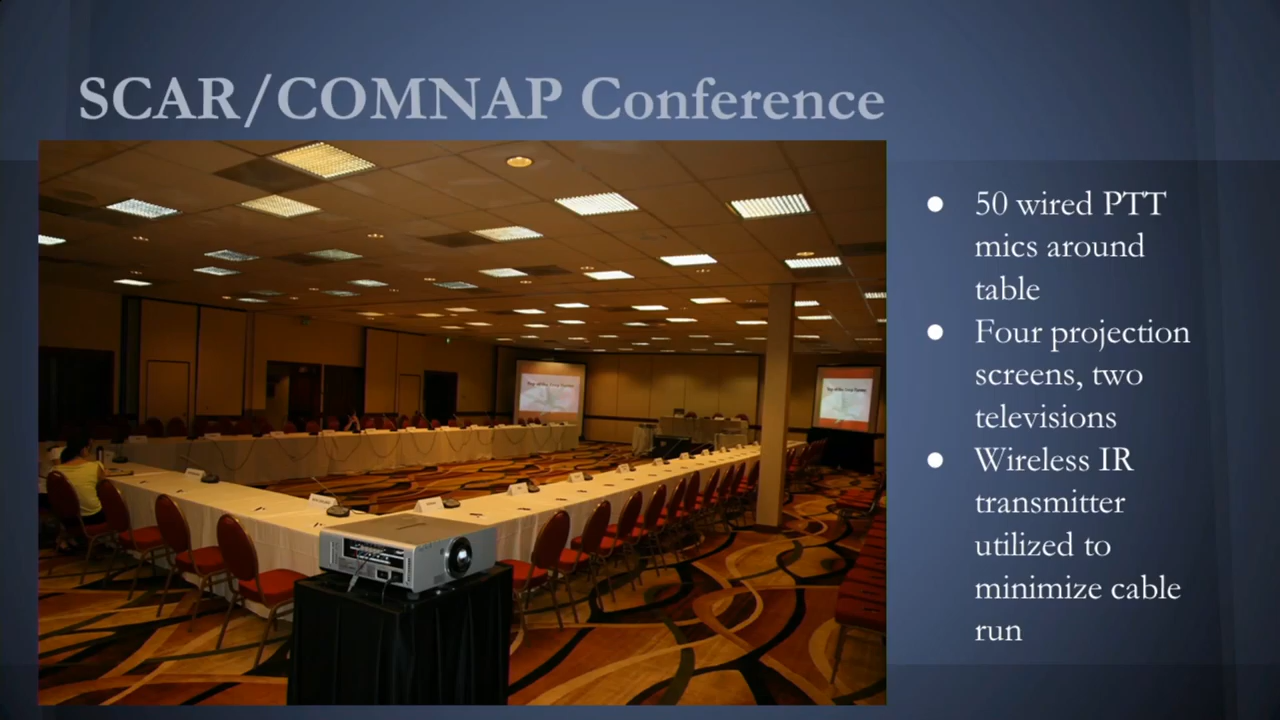 SCAR/COMNAP Conference
● 50 wired PTT
mics around
table
● Four projection
screens, two
televisions
● Wireless IR
transmitter
utilized to
minimize cable
run